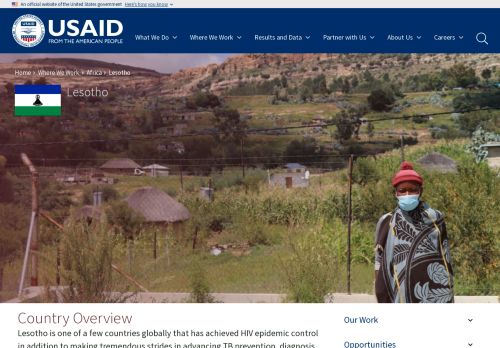 An official website of the United States government Here's how you know
USAID
FROM THE AMERICAN PEOPLE
What We Do
Where We Work
Results and Data
Partner with Us
About Us
Careers
Home > Where We Work > Africa > Lesotho
Lesotho
Country Overview
Lesotho is one of a few countries globally that has achieved HIV epidemic control
in addition to making tremendous strides in advancing TB prevention, diagnosis,
Our Work
Opportunities